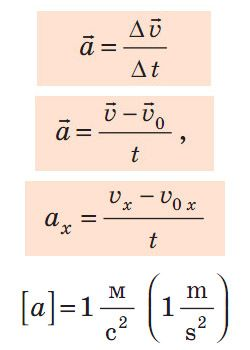 a⃗ = Δv⃗ / Δt
a⃗ = (v⃗ − v⃗₀) / t ,
aₓ = (vₓ − v₀ₓ) / t
[a]=1 м/с² (1 m/s²)